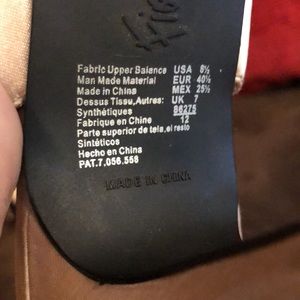 Fabric Upper Balance USA 8½
Man Made Material EUR 40½
Made in China MEX 25½
Dessus Tissu,Autres: UK 7
Synthétiques 86275
Fabrique en Chine 12
Parte superior de tela,el resto
Sintéticos
Hecho en China
PAT.7,056,558
MADE IN CHINA